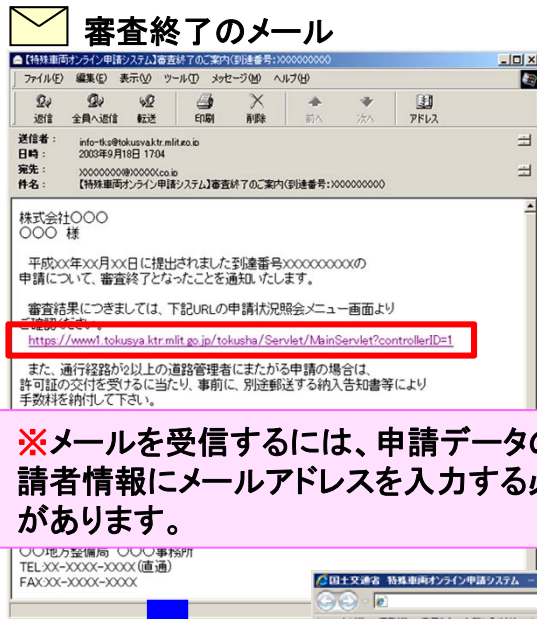 審査終了のメール
【特殊車両オンライン申請システム】審査終了のご案内(到達番号:XXXXXXXXXX)
ファイル(F) 編集(E) 表示(V) ツール(T) メッセージ(M) ヘルプ(H)
返信 全員へ返信 転送 印刷 削除 前へ 次へ アドレス
送信者: info-tks@tokusya.ktr.mlit.go.jp
日時: 2003年9月18日 17:04
宛先:
件名: 【特殊車両オンライン申請システム】審査終了のご案内(到達番号:XXXXXXXXXX)
株式会社○○○
○○○ 様
平成xx年xx月xx日に提出されました到達番号xxxxxxxxxxの
申請について、審査終了となったことを通知いたします。
審査結果につきましては、下記URLの申請状況照会メニュー画面より
ご確認ください。
https://www1.tokusya.ktr.mlit.go.jp/tokusha/Servlet/MainServlet?controllerID=1
また、通行経路が2以上の道路管理者にまたがる申請の場合は、
許可証の交付を受けるに当たり、事前に、別途郵送する納入告知書等により
手数料を納付して下さい。
※メールを受信するには、申請データの
請者情報にメールアドレスを入力する必
があります。
○○地方整備局 ○○○事務所
TEL:XX-XXXX-XXXX(直通)
FAX:XX-XXXX-XXXX
国土交通省 特殊車両オンライン申請システム -